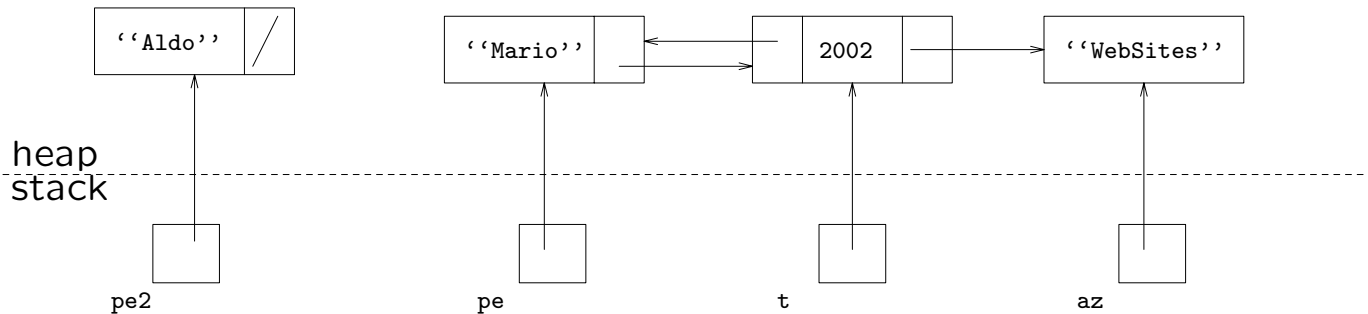 ‘‘Aldo’’ ‘‘Mario’’ 2002 ‘‘WebSites’’
heap
stack
pe2 pe t az